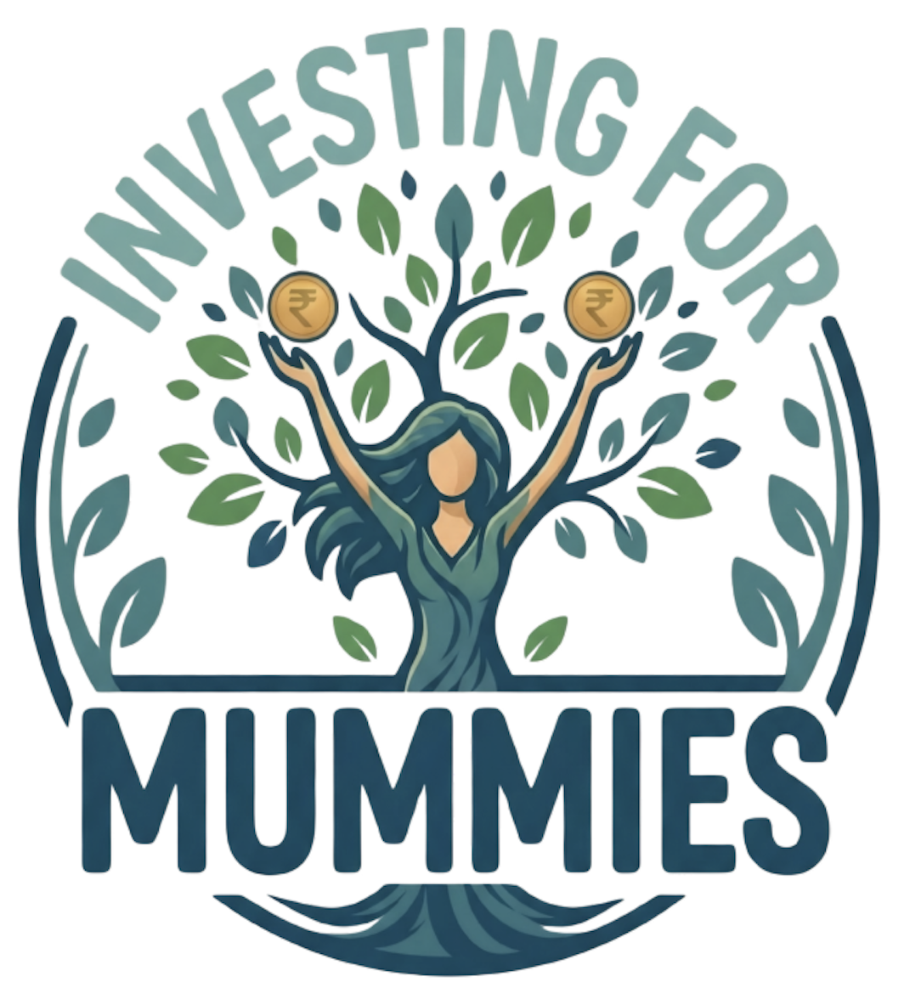 INVESTING FOR
₹ ₹
MUMMIES